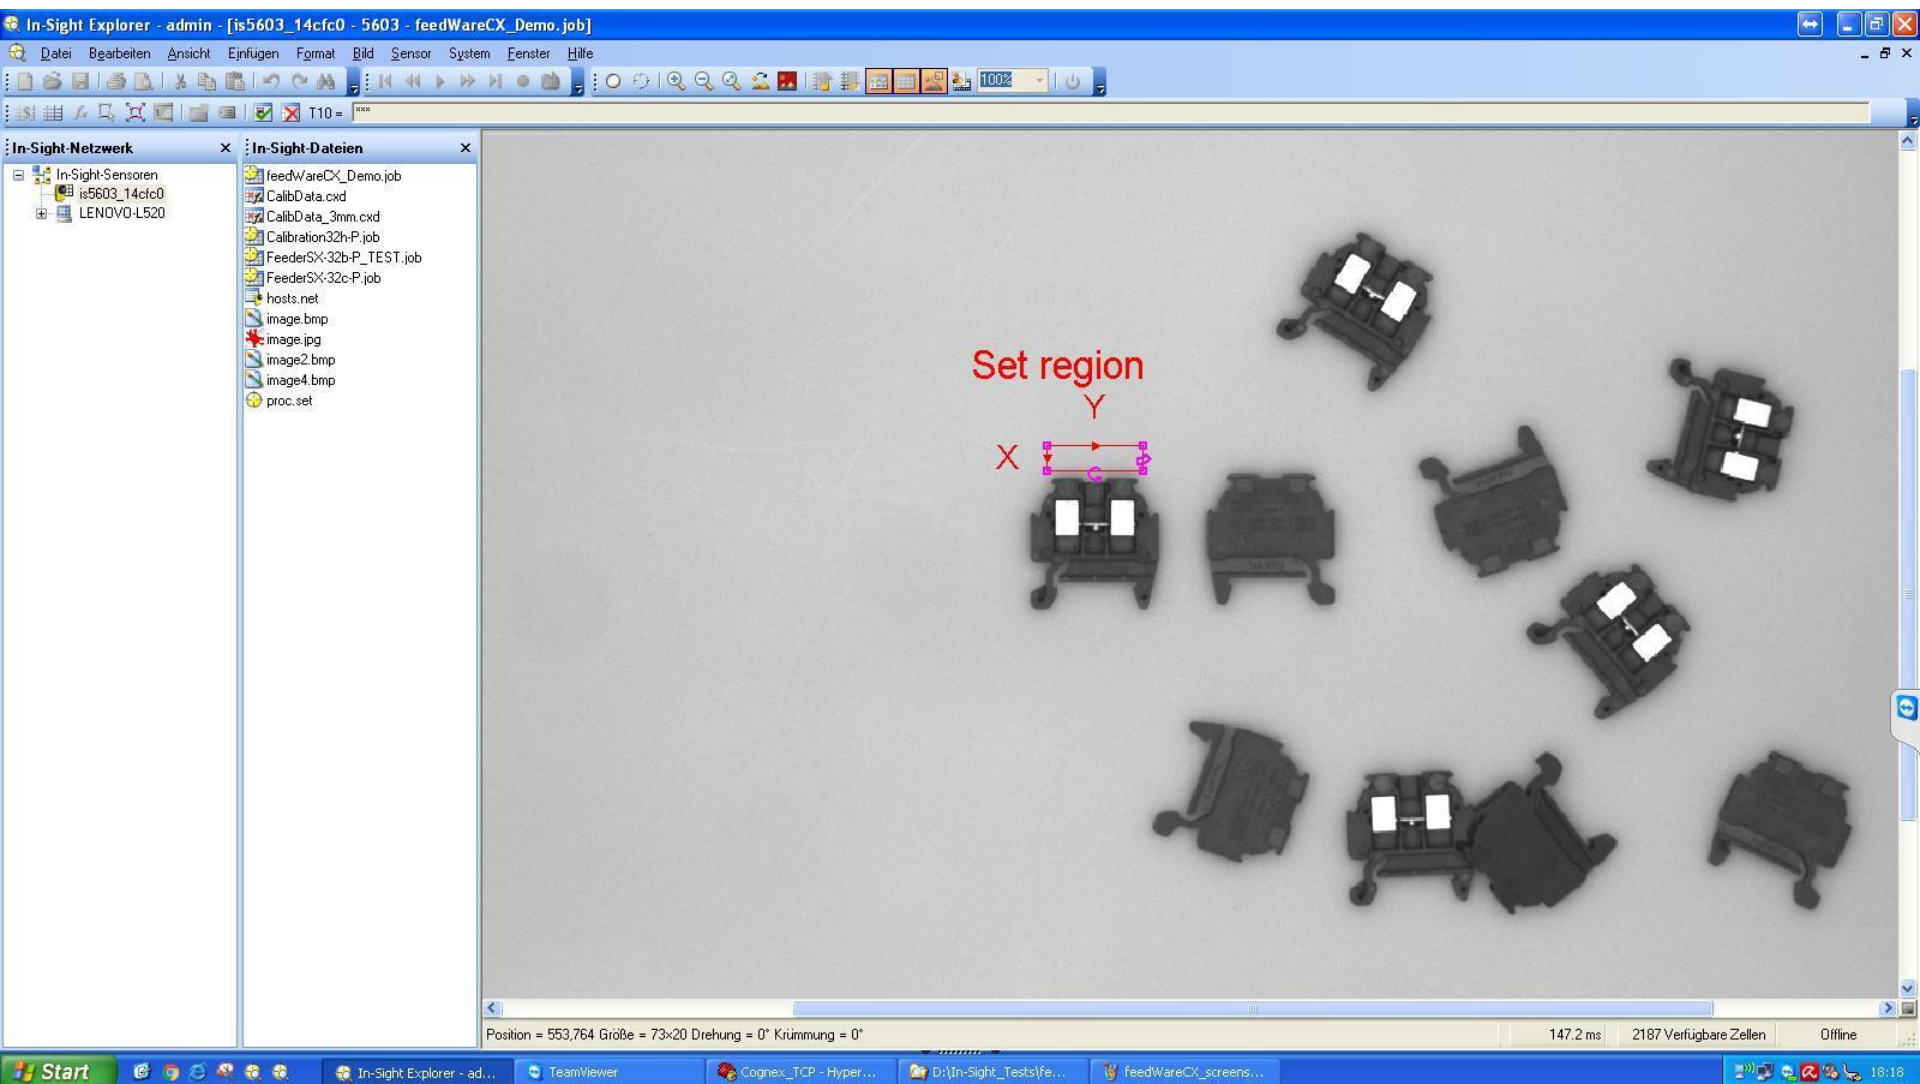 In-Sight Explorer - admin - [is5603_14cfc0 - 5603 - feedWareCX_Demo.job]
Datei Bearbeiten Ansicht Einfügen Format Bild Sensor System Fenster Hilfe
100%
T10 = ***
In-Sight-Netzwerk
In-Sight-Sensoren
is5603_14cfc0
LENOVO-L520
In-Sight-Dateien
feedWareCX_Demo.job
CalibData.cxd
CalibData_3mm.cxd
Calibration32h-P.job
FeederSX-32b-P_TEST.job
FeederSX-32c-P.job
hosts.net
image.bmp
image.jpg
image2.bmp
image4.bmp
proc.set
Set region
Y
X
Position = 553,764 Größe = 73×20 Drehung = 0° Krümmung = 0°
147.2 ms 2187 Verfügbare Zellen Offline
Start In-Sight Explorer - ad... TeamViewer Cognex_TCP - Hyper... D:\In-Sight_Tests\fe... feedWareCX_screens... 18:18